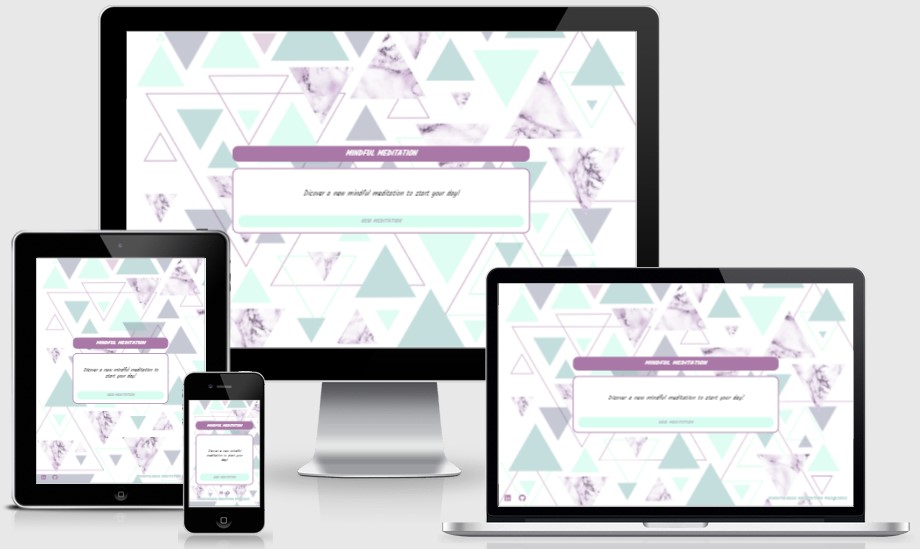 MINDFUL MEDITATION
Discover a new mindful meditation to start your day!
NEW MEDITATION
MINDFUL MEDITATION
Discover a new mindful meditation to
start your day!
NEW MEDITATION
MINDFUL MEDITATION
Discover a new mindful
meditation to start your
day!
NEW MEDITATION
MINDFUL MEDITATION
Discover a new mindful meditation to start your day!
NEW MEDITATION